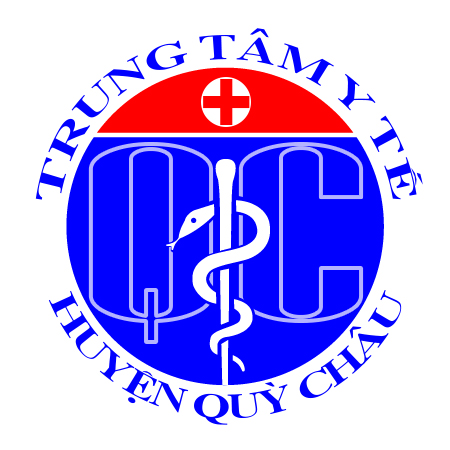 TRUNG TÂM Y TẾ
QC
HUYỆN QUỲ CHÂU